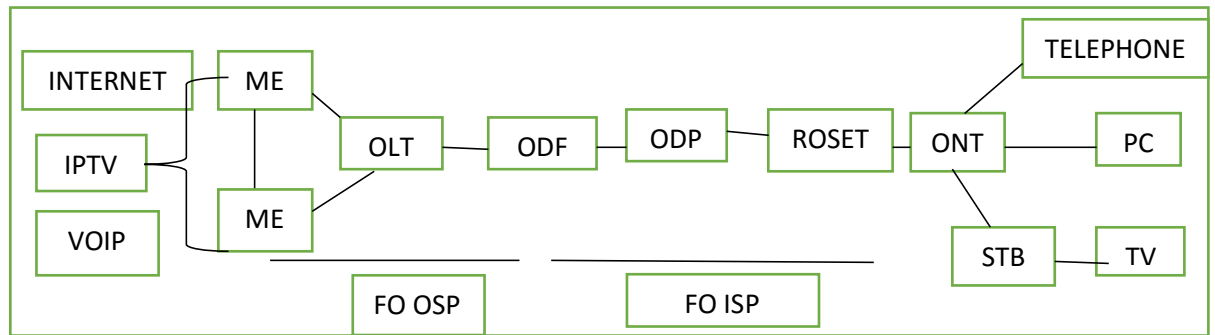 INTERNET
IPTV
VOIP
ME
ME
OLT
ODF
ODP
ROSET
ONT
TELEPHONE
PC
STB
TV
FO OSP
FO ISP